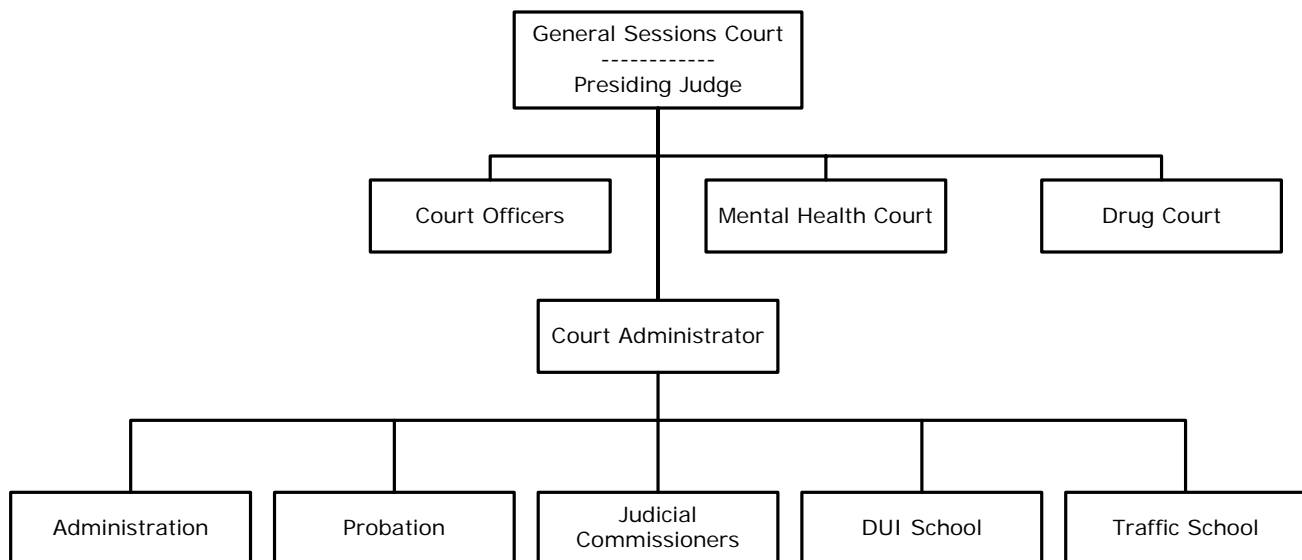 General Sessions Court
-------------
Presiding Judge
Court Officers
Mental Health Court
Drug Court
Court Administrator
Administration
Probation
Judicial
Commissioners
DUI School
Traffic School